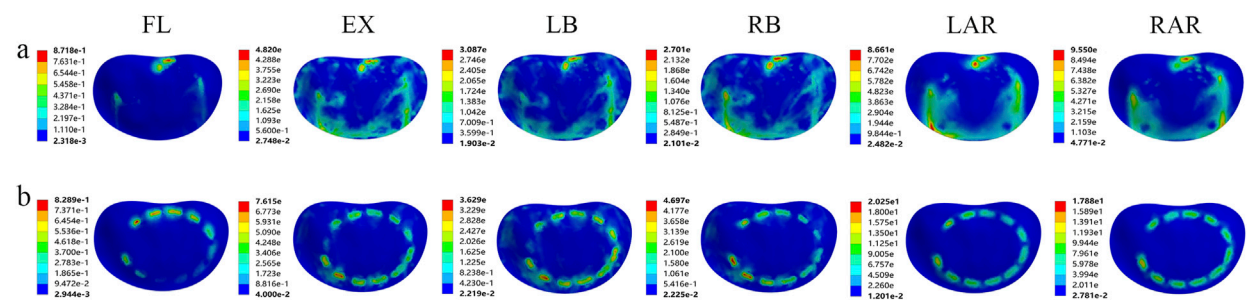 FL EX LB RB LAR RAR
a
8.718e-1 4.820e 3.087e 2.701e 8.661e 9.550e
7.631e-1 4.288e 2.746e 2.132e 7.702e 8.494e
6.544e-1 3.755e 2.405e 1.868e 6.742e 7.438e
5.458e-1 3.223e 2.065e 1.604e 5.782e 6.382e
4.371e-1 2.690e 1.724e 1.340e 4.823e 5.327e
3.284e-1 2.158e 1.383e 1.076e 3.863e 4.271e
2.197e-1 1.625e 1.042e 8.125e-1 2.904e 3.215e
1.110e-1 1.093e 7.009e-1 5.487e-1 1.944e 2.159e
2.318e-3 5.600e-1 3.599e-1 2.849e-1 9.844e-1 1.103e
2.748e-2 1.903e-2 2.101e-2 2.482e-2 4.771e-2
b
8.289e-1 7.615e 3.629e 4.697e 2.025e1 1.788e1
7.371e-1 6.773e 3.229e 4.177e 1.800e1 1.589e1
6.454e-1 5.931e 2.828e 3.658e 1.575e1 1.391e1
5.536e-1 5.090e 2.427e 3.139e 1.350e1 1.193e1
4.618e-1 4.248e 2.026e 2.619e 1.125e1 9.944e
3.700e-1 3.406e 1.625e 2.100e 9.005e 7.961e
2.783e-1 2.565e 1.225e 1.580e 6.757e 5.978e
1.865e-1 1.723e 8.238e-1 1.061e 4.509e 3.994e
9.472e-2 8.816e-1 4.230e-1 5.416e-1 2.260e 2.011e
2.944e-3 4.000e-2 2.219e-2 2.225e-2 1.201e-2 2.781e-2